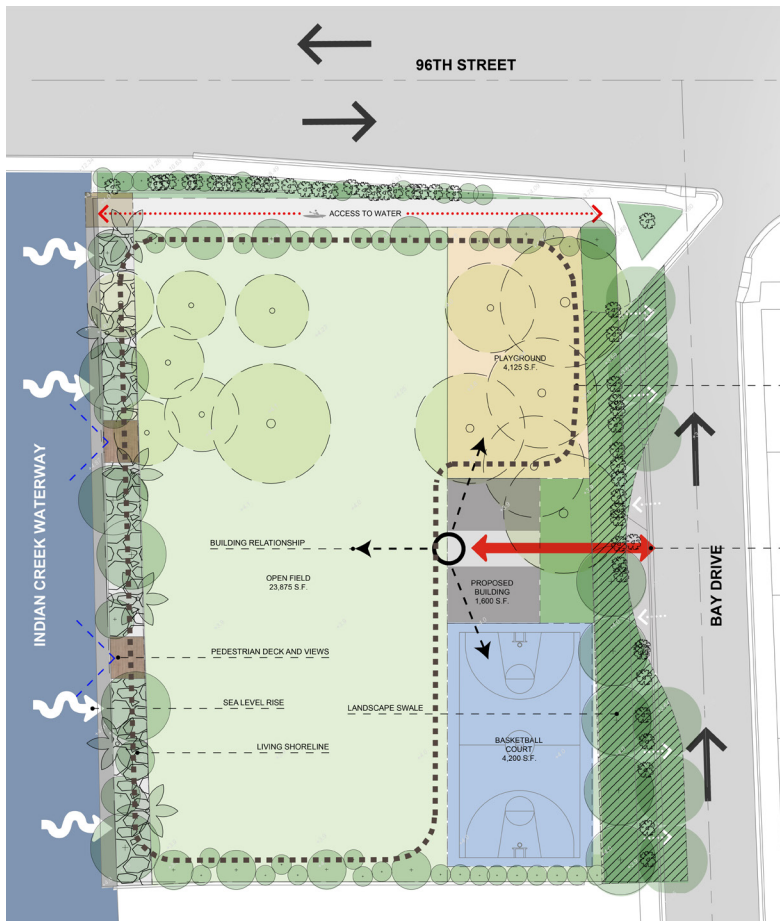 96TH STREET
ACCESS TO WATER
PLAYGROUND
4,125 S.F.
INDIAN CREEK WATERWAY
BUILDING RELATIONSHIP
OPEN FIELD
23,875 S.F.
PROPOSED
BUILDING
1,600 S.F.
BAY DRIVE
PEDESTRIAN DECK AND VIEWS
SEA LEVEL RISE
LANDSCAPE SWALE
LIVING SHORELINE
BASKETBALL
COURT
4,200 S.F.